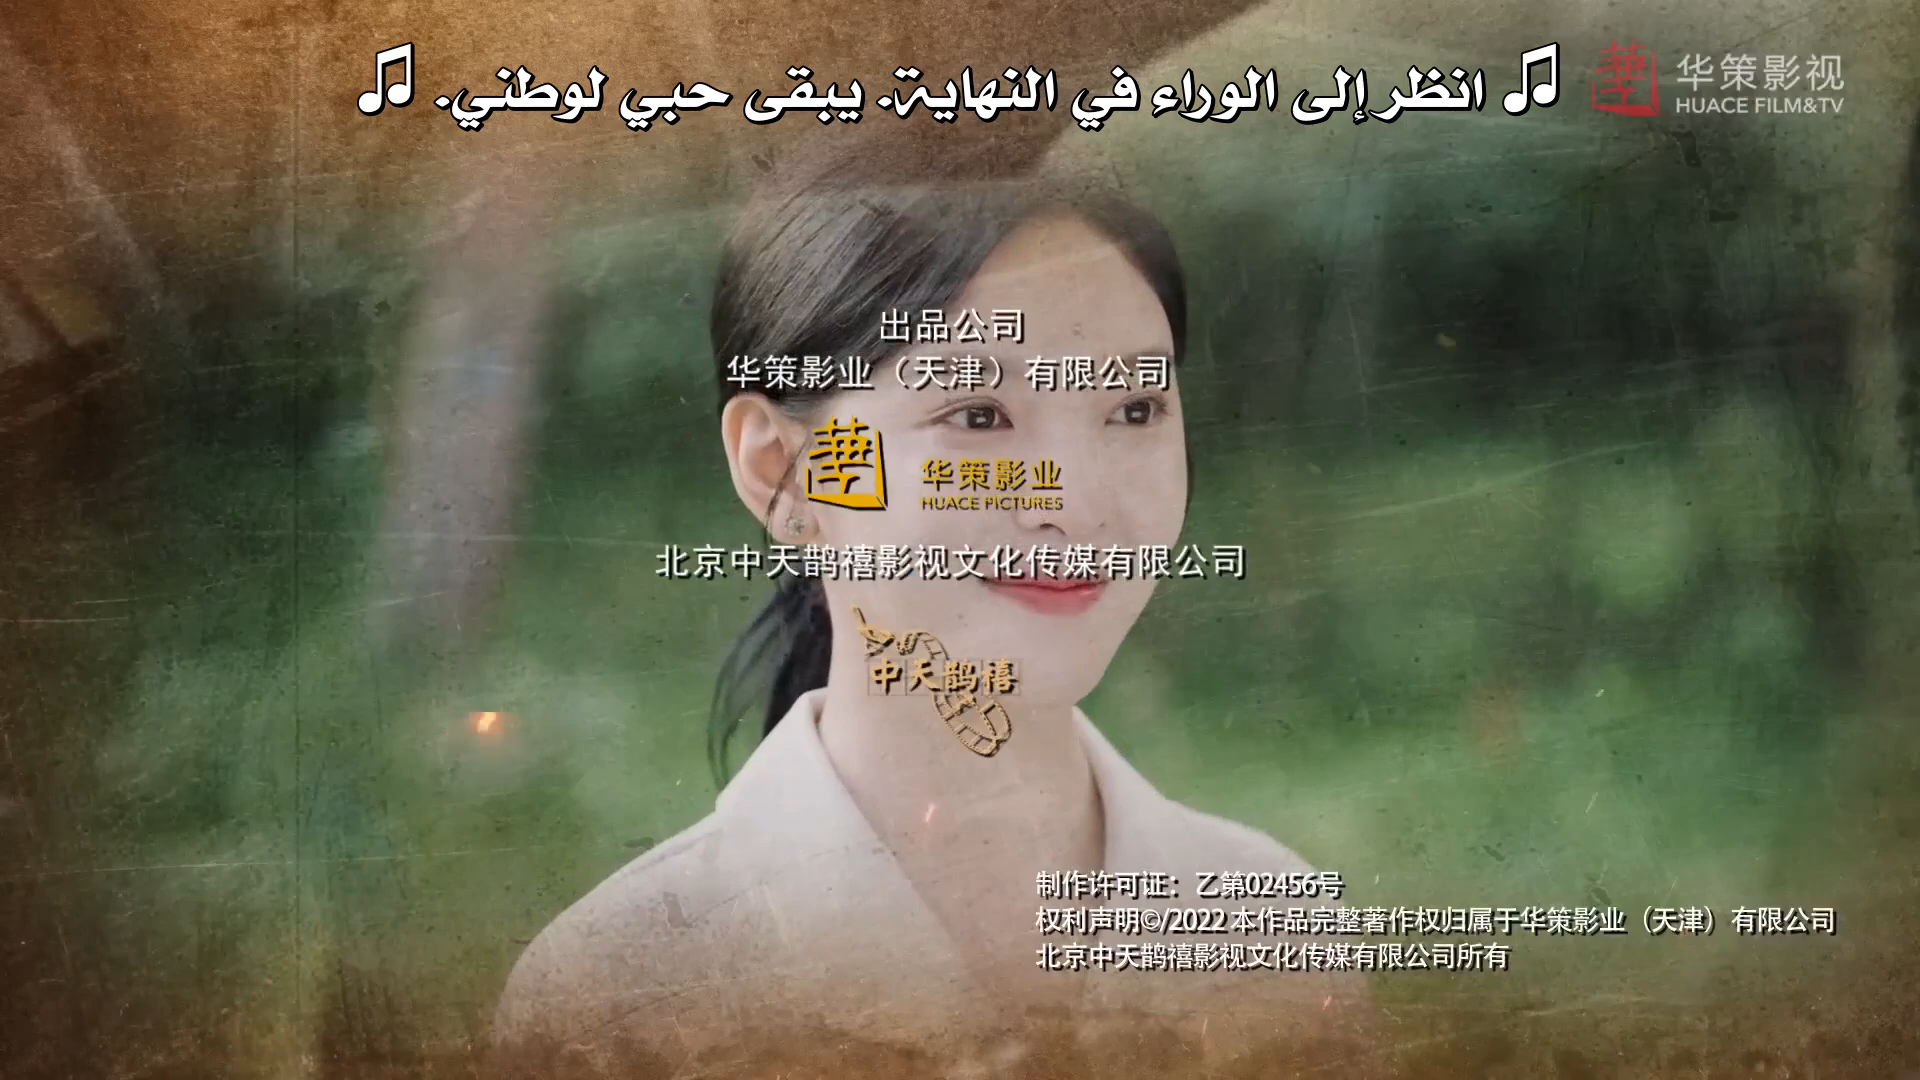 ♫ انظر إلى الوراء في النهاية. يبقى حبي لوطني. ♫
華 华策影视
HUACE FILM&TV
出品公司
华策影业（天津）有限公司
華 华策影业
HUACE PICTURES
北京中天鹊禧影视文化传媒有限公司
中天鹊禧
制作许可证：乙第02456号
权利声明©/2022 本作品完整著作权归属于华策影业（天津）有限公司
北京中天鹊禧影视文化传媒有限公司所有